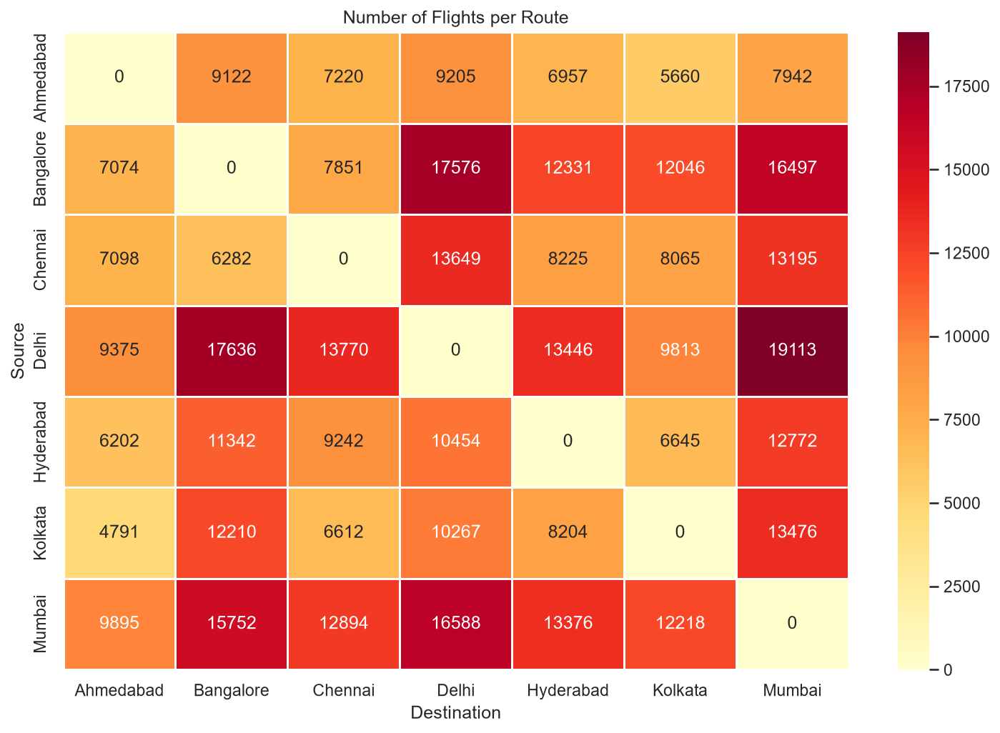 Number of Flights per Route
Ahmedabad 0 9122 7220 9205 6957 5660 7942
Bangalore 7074 0 7851 17576 12331 12046 16497
Chennai 7098 6282 0 13649 8225 8065 13195
Delhi 9375 17636 13770 0 13446 9813 19113
Hyderabad 6202 11342 9242 10454 0 6645 12772
Kolkata 4791 12210 6612 10267 8204 0 13476
Mumbai 9895 15752 12894 16588 13376 12218 0
Source
Ahmedabad Bangalore Chennai Delhi Hyderabad Kolkata Mumbai
Destination
17500
15000
12500
10000
7500
5000
2500
0